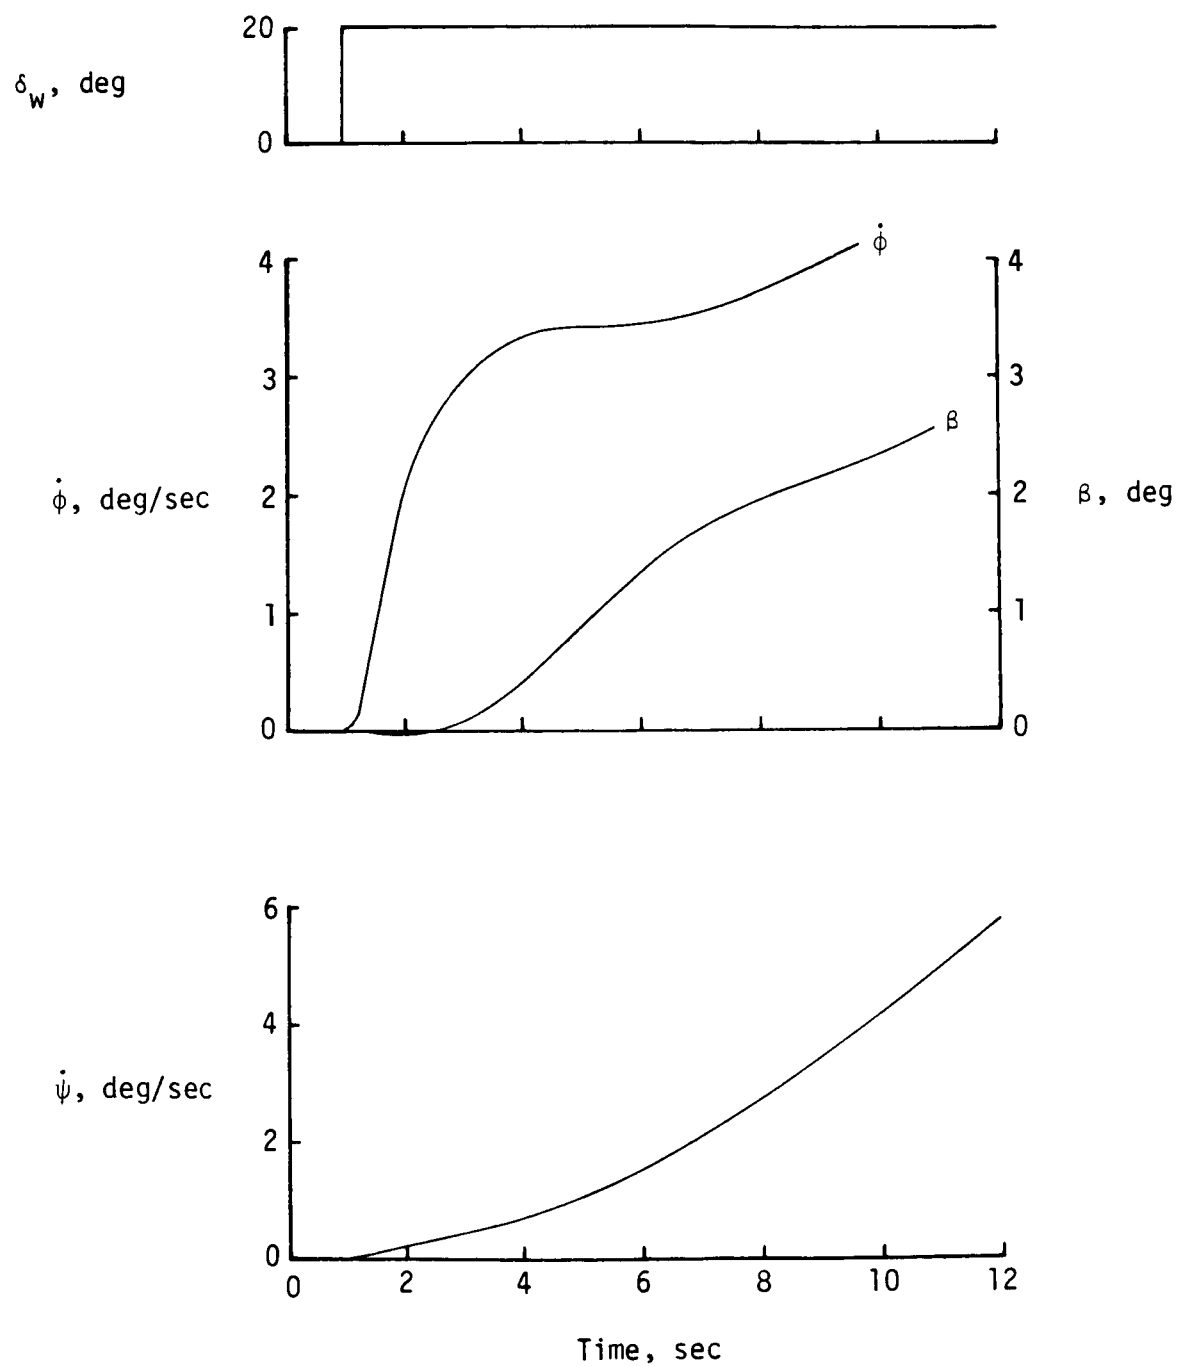 20
δw, deg
0
φ̇
4 4
3 3
β
φ̇, deg/sec 2 2 β, deg
1 1
0 0
6
4
ψ̇, deg/sec
2
0
0 2 4 6 8 10 12
Time, sec